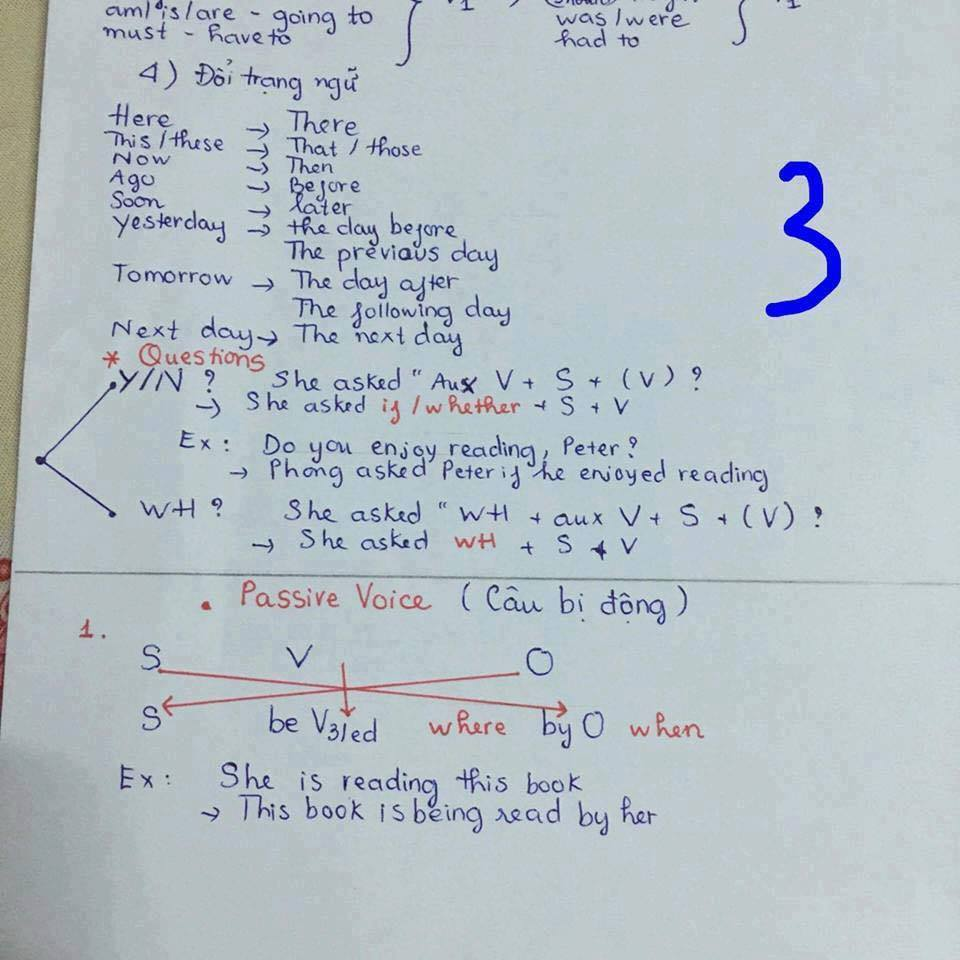 am/is/are - going to was/were
must - have to had to
4) Đổi trạng ngữ
Here → There
This/these → That / those
Now → Then
Ago → Before
Soon → later
Yesterday → the day before
The previous day
3
Tomorrow → The day after
The following day
Next day → The next day
* Questions
Y/N ? She asked " Aux V + S + (V) ?
→ She asked if /whether + S + V
Ex : Do you enjoy reading, Peter ?
→ Phong asked Peter if he enjoyed reading
WH ? She asked " WH + aux V + S + (V) ?
→ She asked WH + S + V
• Passive Voice ( Câu bị động )
1.
S V O
S be V3/ed where by O when
Ex : She is reading this book
→ This book is being read by her